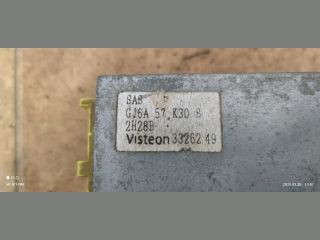 SAS
GJ6A 57 K30 B
2H28B
Visteon 33262.49